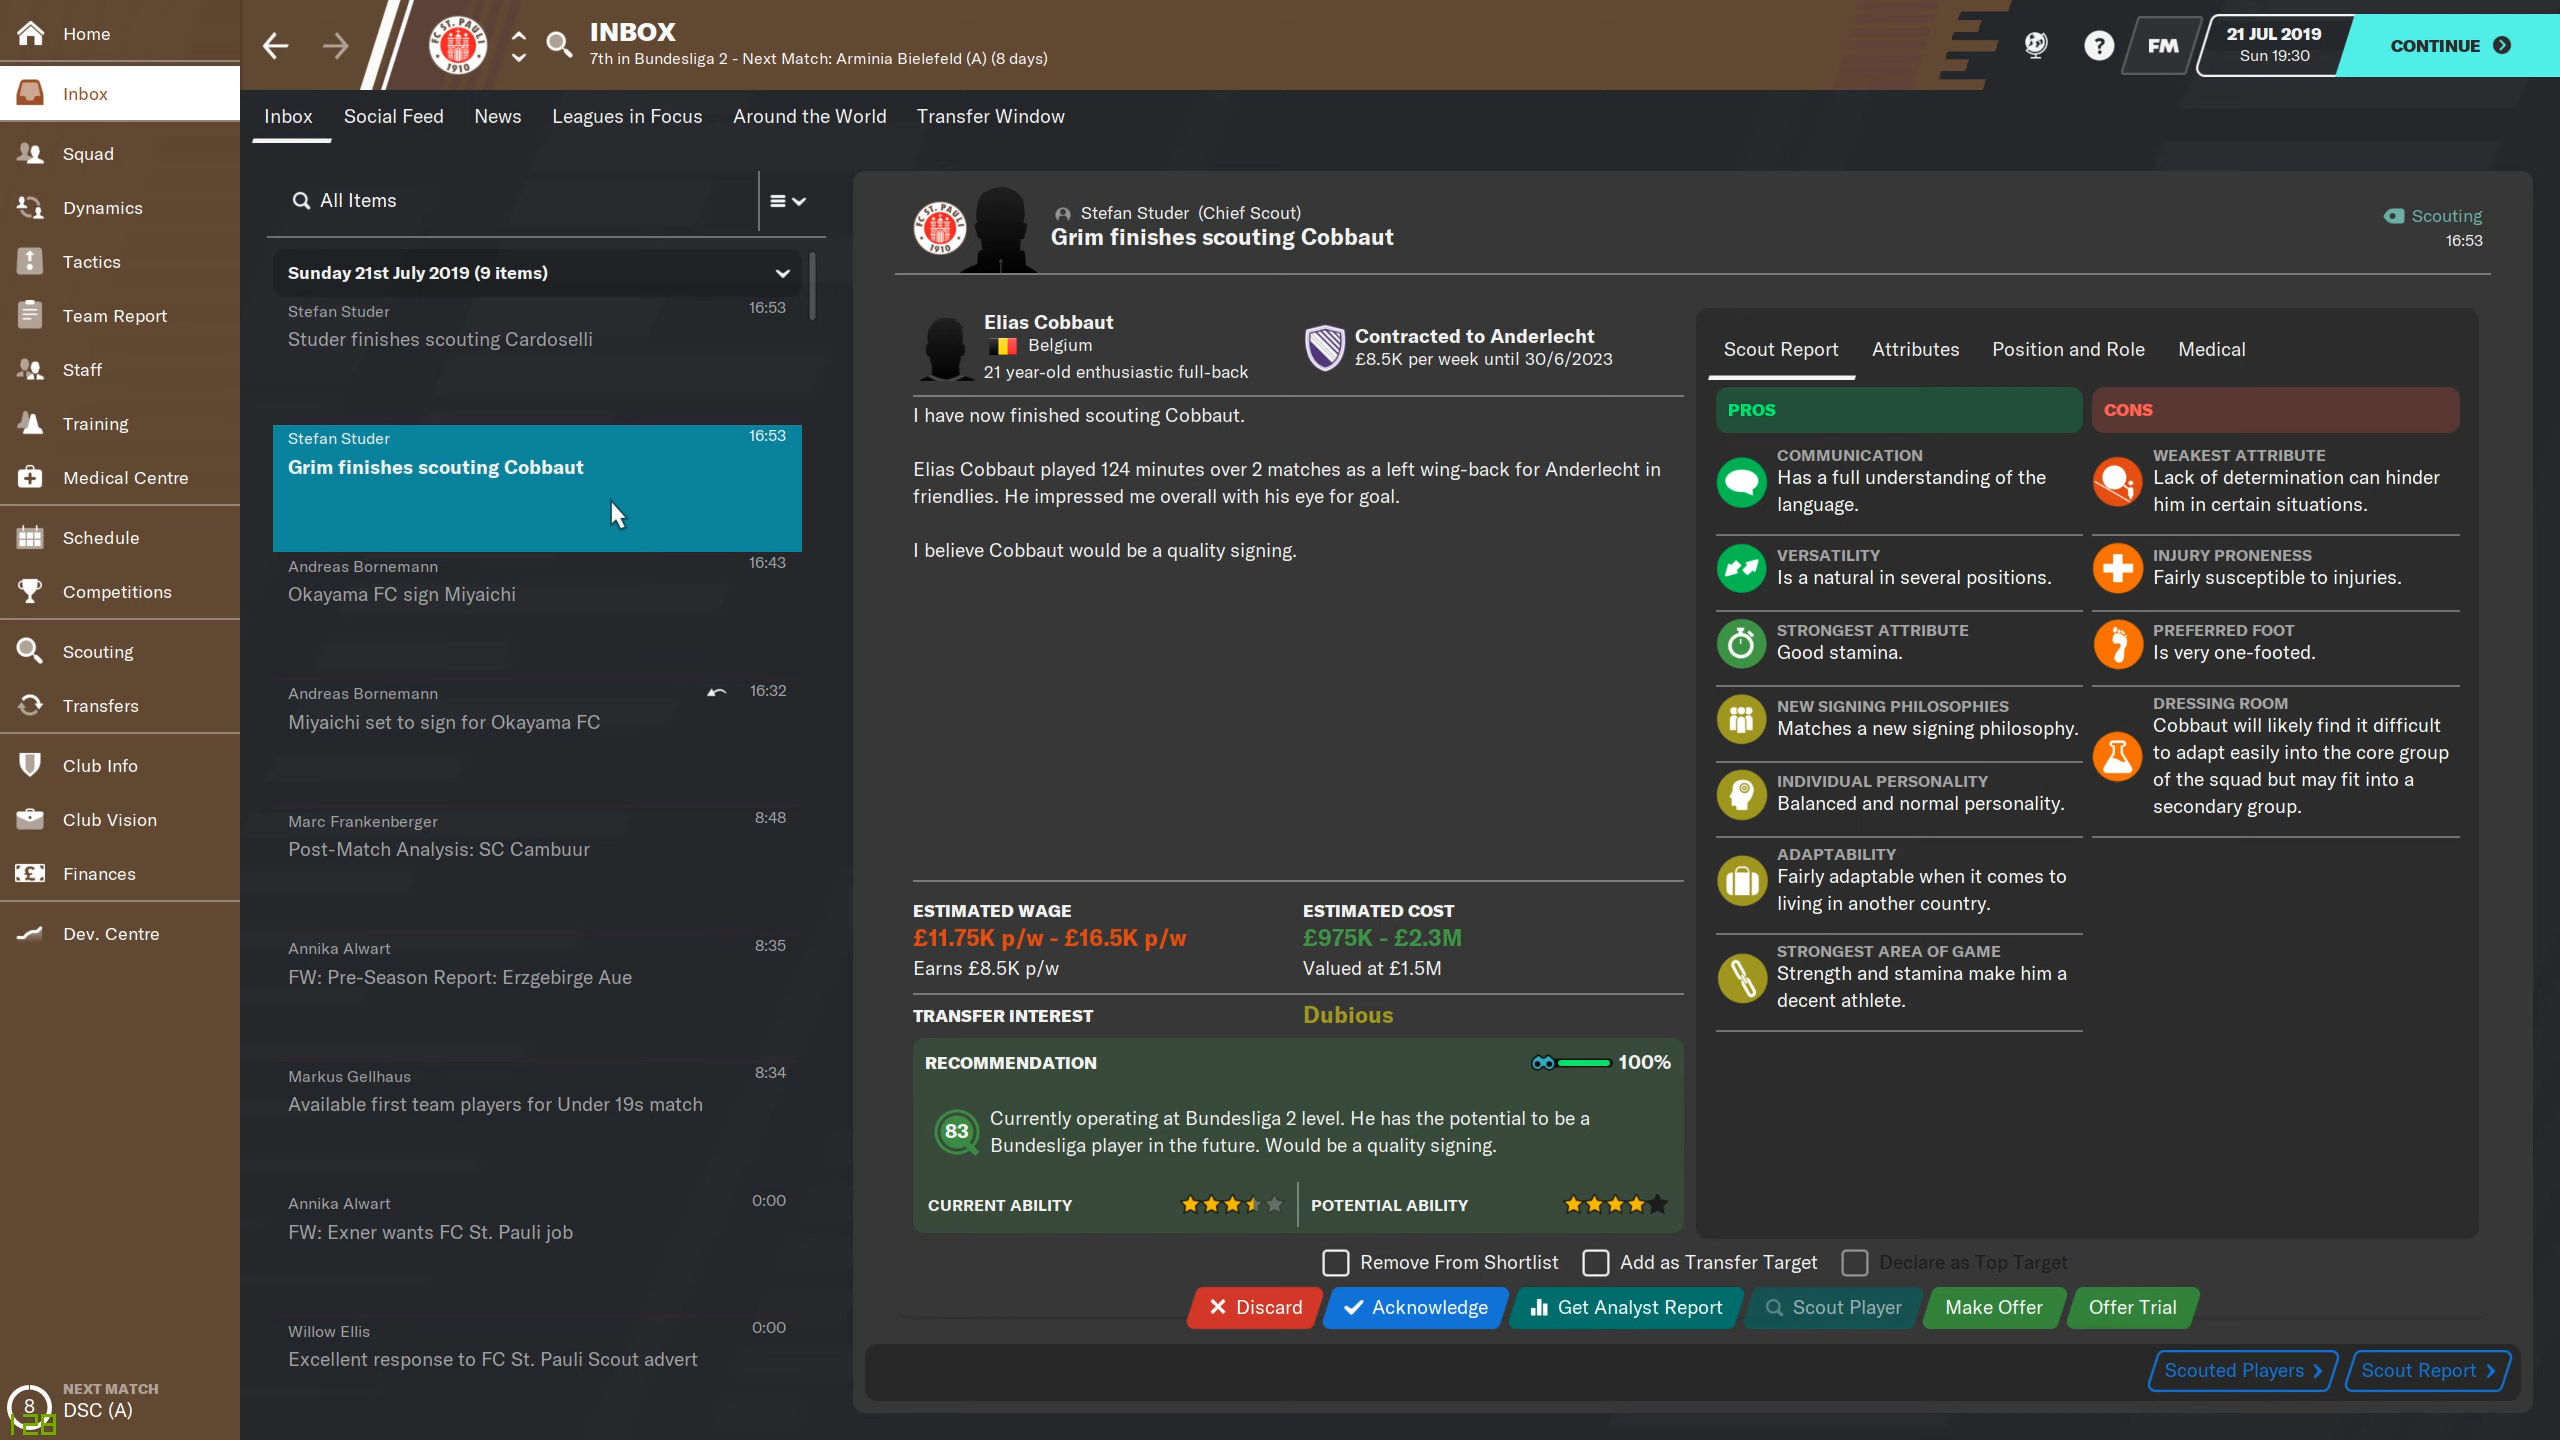 Home
Inbox
Squad
Dynamics
Tactics
Team Report
Staff
Training
Medical Centre
Schedule
Competitions
Scouting
Transfers
Club Info
Club Vision
Finances
Dev. Centre
NEXT MATCH
8
DSC (A)
128
FC ST. PAULI
1910
INBOX
7th in Bundesliga 2 - Next Match: Arminia Bielefeld (A) (8 days)
?
FM
21 JUL 2019
Sun 19:30
CONTINUE
Inbox
Social Feed
News
Leagues in Focus
Around the World
Transfer Window
All Items
Sunday 21st July 2019 (9 items)
Stefan Studer 16:53
Studer finishes scouting Cardoselli
Stefan Studer 16:53
Grim finishes scouting Cobbaut
Andreas Bornemann 16:43
Okayama FC sign Miyaichi
Andreas Bornemann 16:32
Miyaichi set to sign for Okayama FC
Marc Frankenberger 8:48
Post-Match Analysis: SC Cambuur
Annika Alwart 8:35
FW: Pre-Season Report: Erzgebirge Aue
Markus Gellhaus 8:34
Available first team players for Under 19s match
Annika Alwart 0:00
FW: Exner wants FC St. Pauli job
Willow Ellis 0:00
Excellent response to FC St. Pauli Scout advert
FC ST. PAULI
1910
Stefan Studer (Chief Scout)
Grim finishes scouting Cobbaut
Scouting
16:53
Elias Cobbaut
Belgium
21 year-old enthusiastic full-back
Contracted to Anderlecht
£8.5K per week until 30/6/2023
I have now finished scouting Cobbaut.
Elias Cobbaut played 124 minutes over 2 matches as a left wing-back for Anderlecht in
friendlies. He impressed me overall with his eye for goal.
I believe Cobbaut would be a quality signing.
ESTIMATED WAGE
£11.75K p/w - £16.5K p/w
Earns £8.5K p/w
ESTIMATED COST
£975K - £2.3M
Valued at £1.5M
TRANSFER INTEREST
Dubious
RECOMMENDATION
100%
83
Currently operating at Bundesliga 2 level. He has the potential to be a
Bundesliga player in the future. Would be a quality signing.
CURRENT ABILITY
POTENTIAL ABILITY
Scout Report
Attributes
Position and Role
Medical
PROS
COMMUNICATION
Has a full understanding of the
language.
VERSATILITY
Is a natural in several positions.
STRONGEST ATTRIBUTE
Good stamina.
NEW SIGNING PHILOSOPHIES
Matches a new signing philosophy.
INDIVIDUAL PERSONALITY
Balanced and normal personality.
ADAPTABILITY
Fairly adaptable when it comes to
living in another country.
STRONGEST AREA OF GAME
Strength and stamina make him a
decent athlete.
CONS
WEAKEST ATTRIBUTE
Lack of determination can hinder
him in certain situations.
INJURY PRONENESS
Fairly susceptible to injuries.
PREFERRED FOOT
Is very one-footed.
DRESSING ROOM
Cobbaut will likely find it difficult
to adapt easily into the core group
of the squad but may fit into a
secondary group.
Remove From Shortlist
Add as Transfer Target
Declare as Top Target
Discard
Acknowledge
Get Analyst Report
Scout Player
Make Offer
Offer Trial
Scouted Players
Scout Report